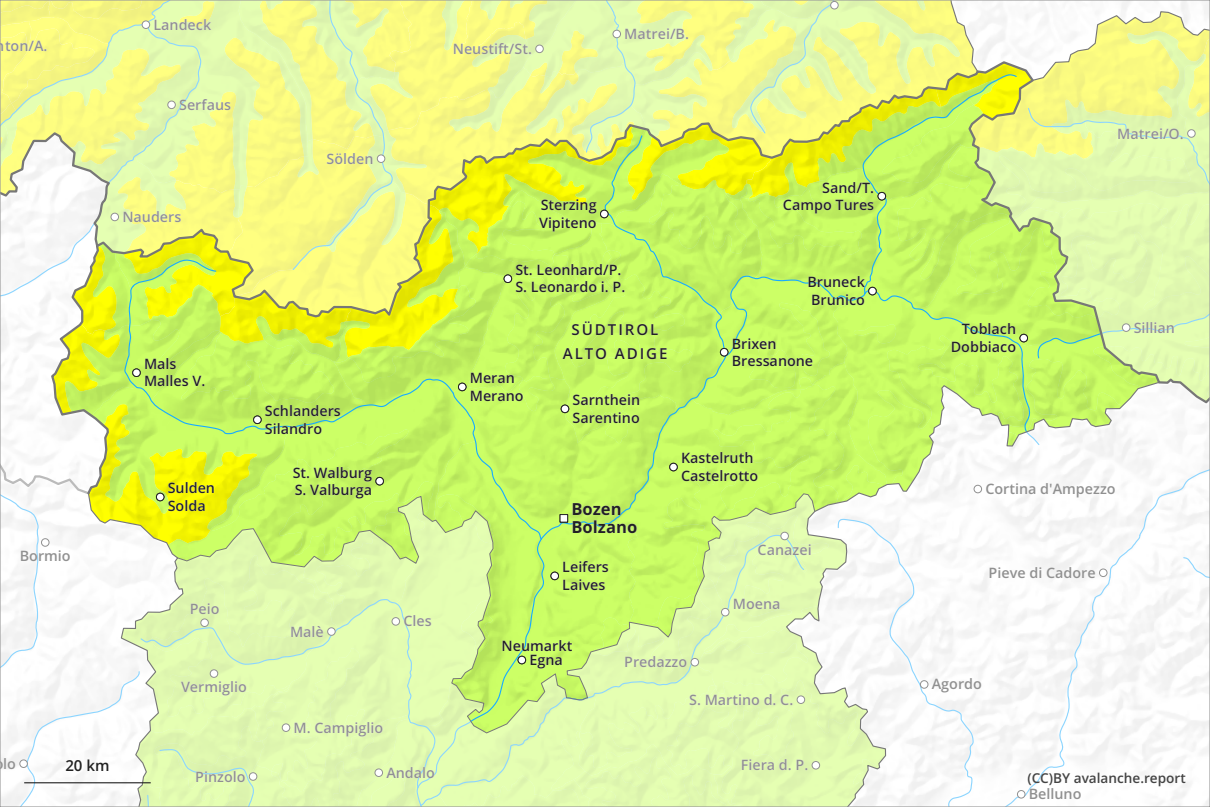 Landeck
Matrei/B.
nton/A.
Neustift/St.
Serfaus
Matrei/O.
Sölden
Sand/T.
Campo Tures
Nauders
Sterzing
Vipiteno
St. Leonhard/P.
S. Leonardo i. P.
Bruneck
Brunico
SÜDTIROL
ALTO ADIGE
Toblach
Dobbiaco
Sillian
Brixen
Bressanone
Mals
Malles V.
Meran
Merano
Schlanders
Silandro
Sarnthein
Sarentino
Kastelruth
Castelrotto
St. Walburg
S. Valburga
Sulden
Solda
Cortina d'Ampezzo
Bozen
Bolzano
Bormio
Canazei
Leifers
Laives
Pieve di Cadore
Peio
Moena
Malè
Cles
Neumarkt
Egna
Predazzo
Vermiglio
Agordo
S. Martino d. C.
M. Campiglio
20 km
olo
Pinzolo
Andalo
Fiera d. P.
(CC)BY avalanche.report
Belluno